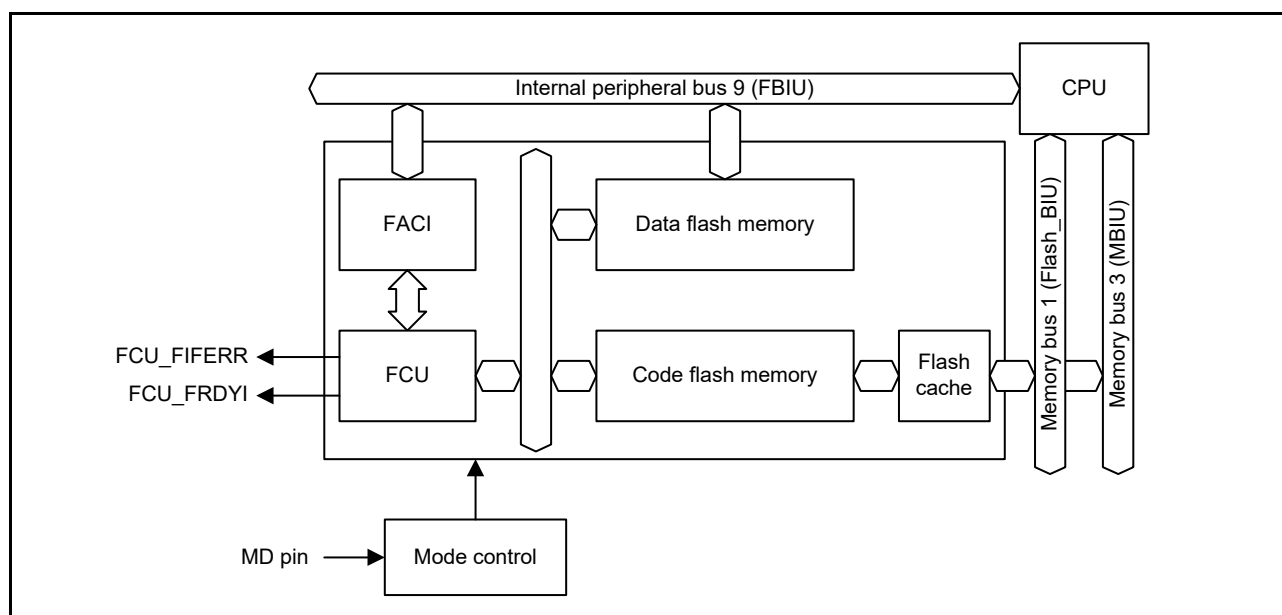 Internal peripheral bus 9 (FBIU)
CPU
FACI
Data flash memory
FCU_FIFERR
FCU_FRDYI
FCU
Code flash memory
Flash
cache
Memory bus 1 (Flash_BIU)
Memory bus 3 (MBIU)
MD pin
Mode control